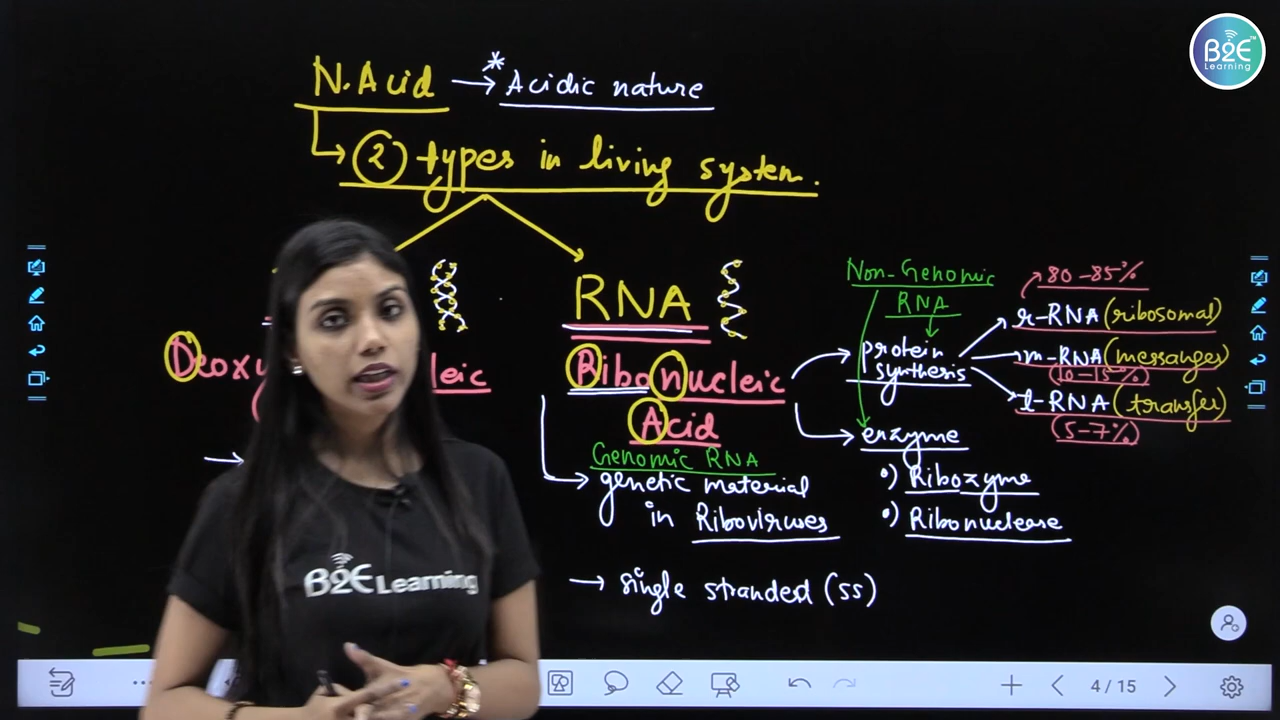 B2E
Learning
N.Acid → * Acidic nature
② types in living system.
RNA
Deoxy
leic
Ribonucleic
Acid
Genomic RNA
genetic material
in Riboviruses
→ single stranded (ss)
Non-Genomic
RNA
protein
synthesis
80-85%
r-RNA (ribosomal)
m-RNA (messanger)
(10-15%)
t-RNA (transfer)
(5-7%)
enzyme
•) Ribozyme
•) Ribonuclease
B2E Learning
4/15